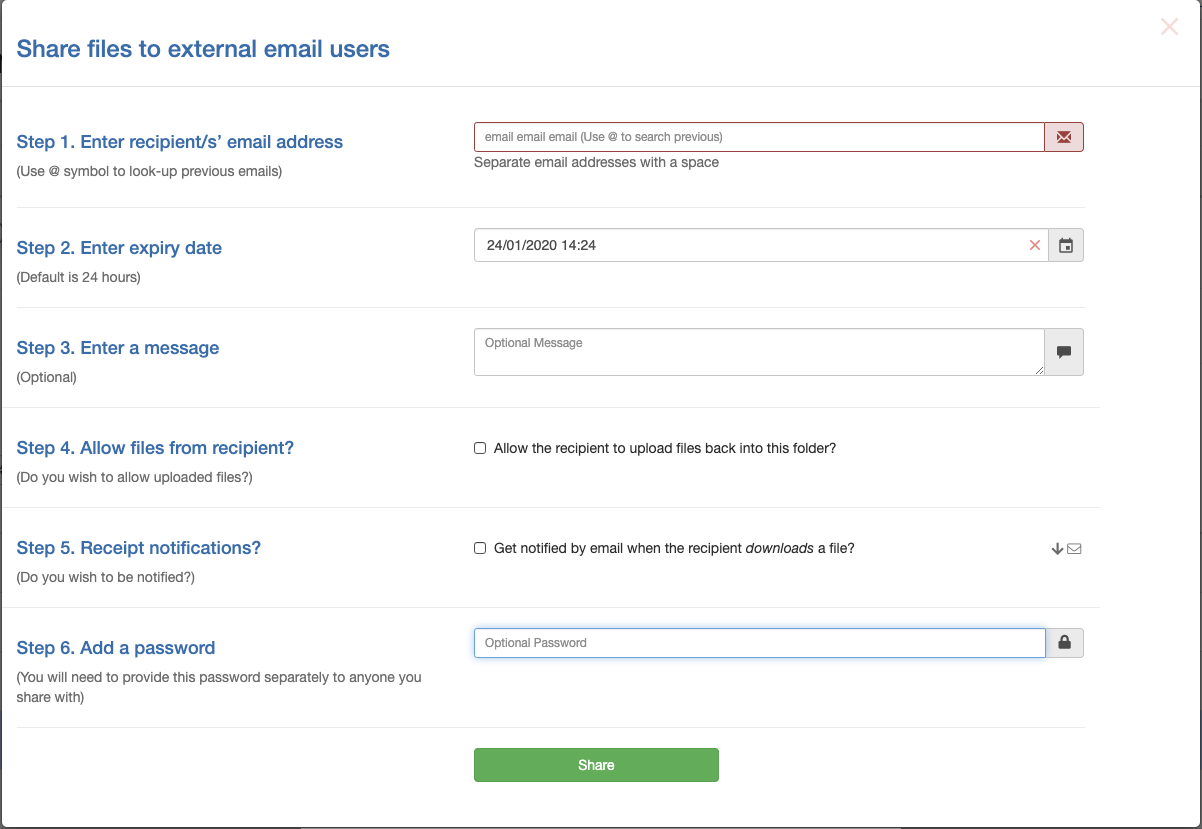 Share files to external email users
Step 1. Enter recipient/s’ email address
(Use @ symbol to look-up previous emails)
email email email (Use @ to search previous)
Separate email addresses with a space
Step 2. Enter expiry date
(Default is 24 hours)
24/01/2020 14:24
Step 3. Enter a message
(Optional)
Optional Message
Step 4. Allow files from recipient?
(Do you wish to allow uploaded files?)
Allow the recipient to upload files back into this folder?
Step 5. Receipt notifications?
(Do you wish to be notified?)
Get notified by email when the recipient downloads a file?
Step 6. Add a password
(You will need to provide this password separately to anyone you
share with)
Optional Password
Share